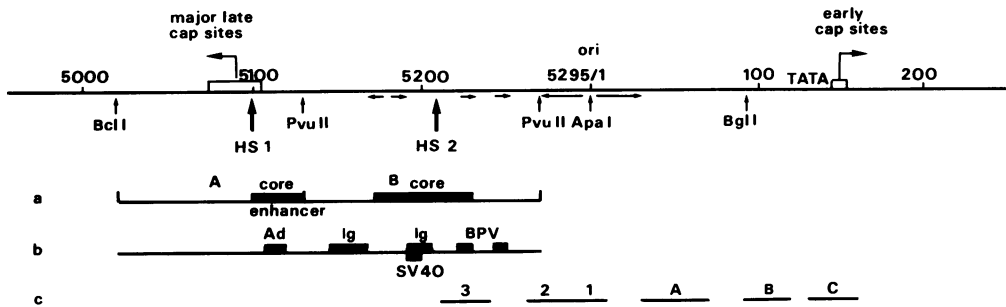 major late
cap sites
early
cap sites
ori
5000 5100 5200 5295/1 100 TATA 200
Bcl I HS 1 Pvu II HS 2 Pvu II Apa I Bgl I
a A core enhancer B core
b Ad Ig Ig BPV
SV40
c 3 2 1 A B C